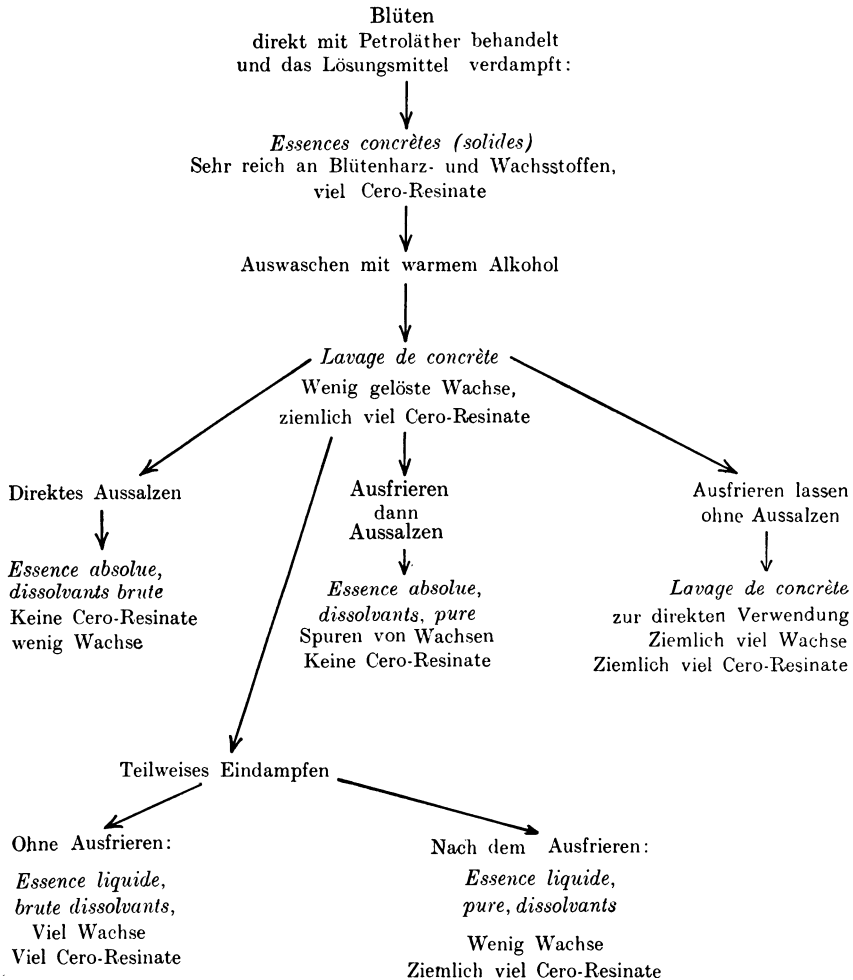 Blüten
direkt mit Petroläther behandelt
und das Lösungsmittel verdampft:
Essences concrètes (solides)
Sehr reich an Blütenharz- und Wachsstoffen,
viel Cero-Resinate
Auswaschen mit warmem Alkohol
Lavage de concrète
Wenig gelöste Wachse,
ziemlich viel Cero-Resinate
Direktes Aussalzen
Essence absolue,
dissolvants brute
Keine Cero-Resinate
wenig Wachse
Ausfrieren
dann
Aussalzen
Essence absolue,
dissolvants, pure
Spuren von Wachsen
Keine Cero-Resinate
Ausfrieren lassen
ohne Aussalzen
Lavage de concrète
zur direkten Verwendung
Ziemlich viel Wachse
Ziemlich viel Cero-Resinate
Teilweises Eindampfen
Ohne Ausfrieren:
Essence liquide,
brute dissolvants,
Viel Wachse
Viel Cero-Resinate
Nach dem Ausfrieren:
Essence liquide,
pure, dissolvants
Wenig Wachse
Ziemlich viel Cero-Resinate